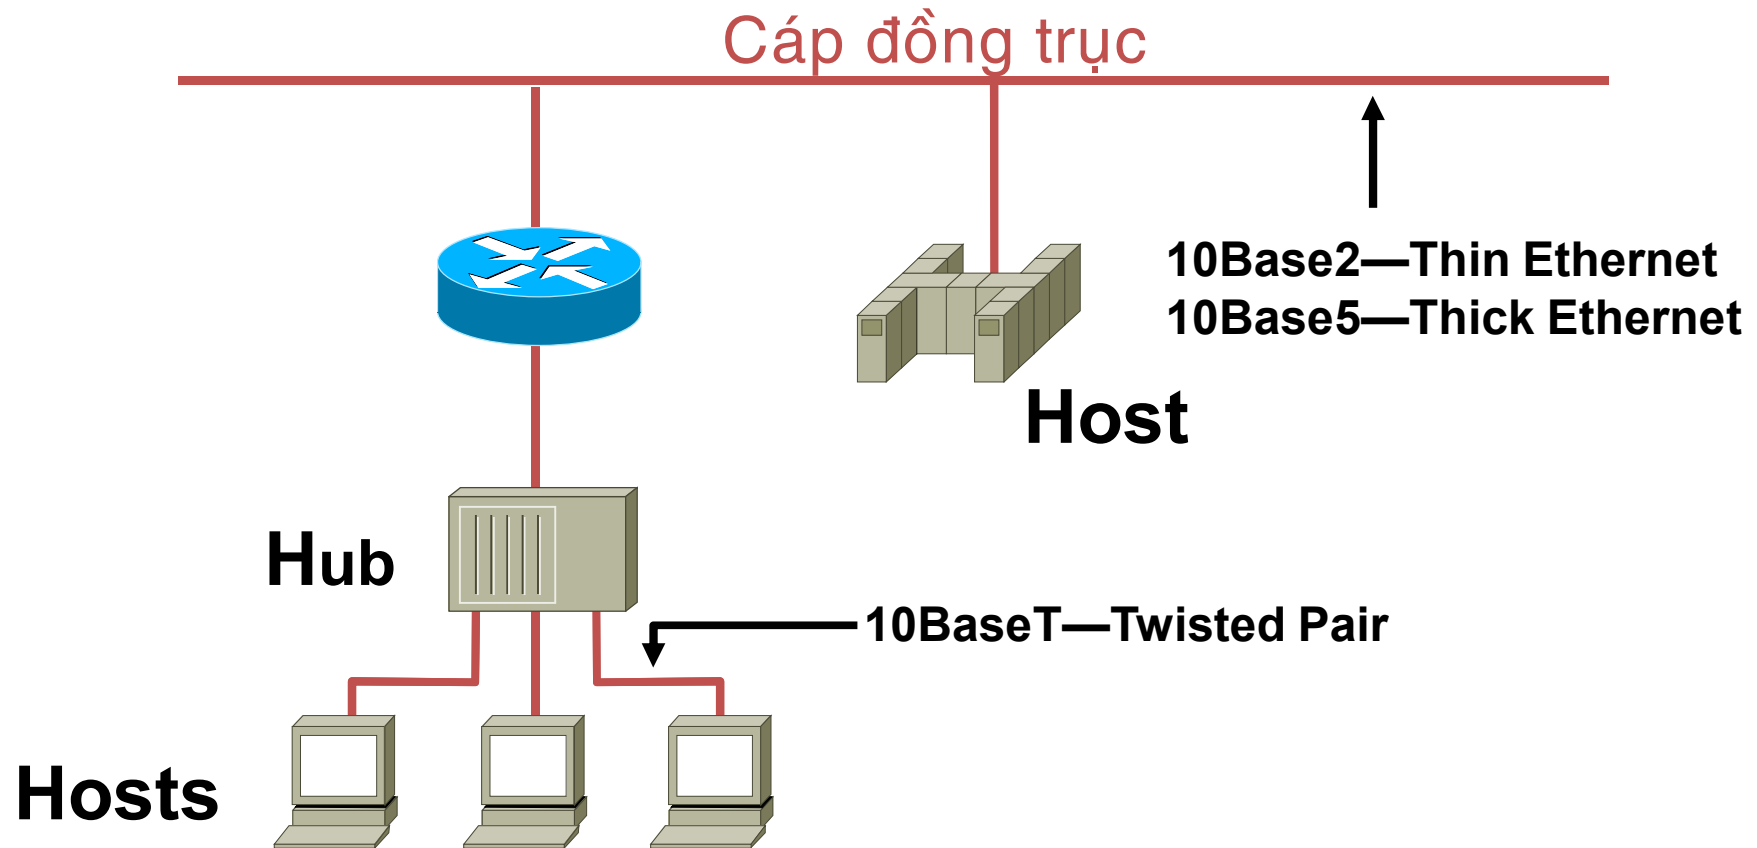 Cáp đồng trục
10Base2—Thin Ethernet
10Base5—Thick Ethernet
Host
Hub
10BaseT—Twisted Pair
Hosts